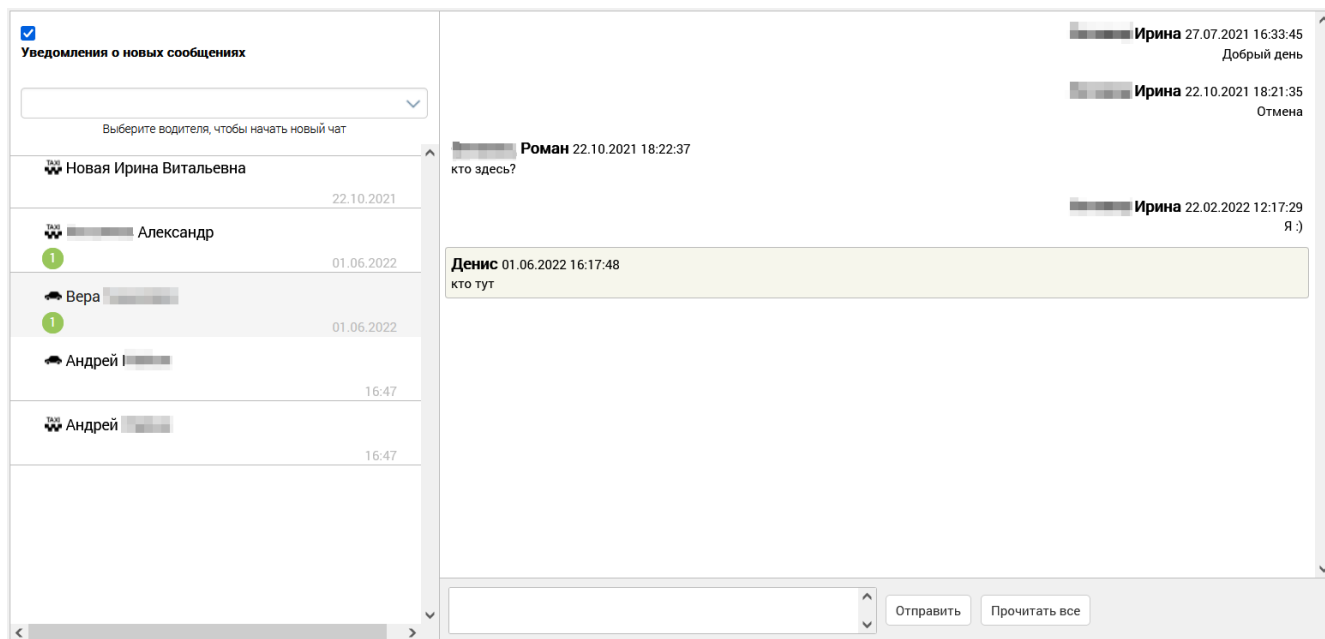 Уведомления о новых сообщениях
Выберите водителя, чтобы начать новый чат
TAXI Новая Ирина Витальевна
22.10.2021
TAXI Александр
1
01.06.2022
Вера
1
01.06.2022
Андрей
16:47
TAXI Андрей
16:47
Ирина 27.07.2021 16:33:45
Добрый день
Ирина 22.10.2021 18:21:35
Отмена
Роман 22.10.2021 18:22:37
кто здесь?
Ирина 22.02.2022 12:17:29
Я :)
Денис 01.06.2022 16:17:48
кто тут
Отправить
Прочитать все